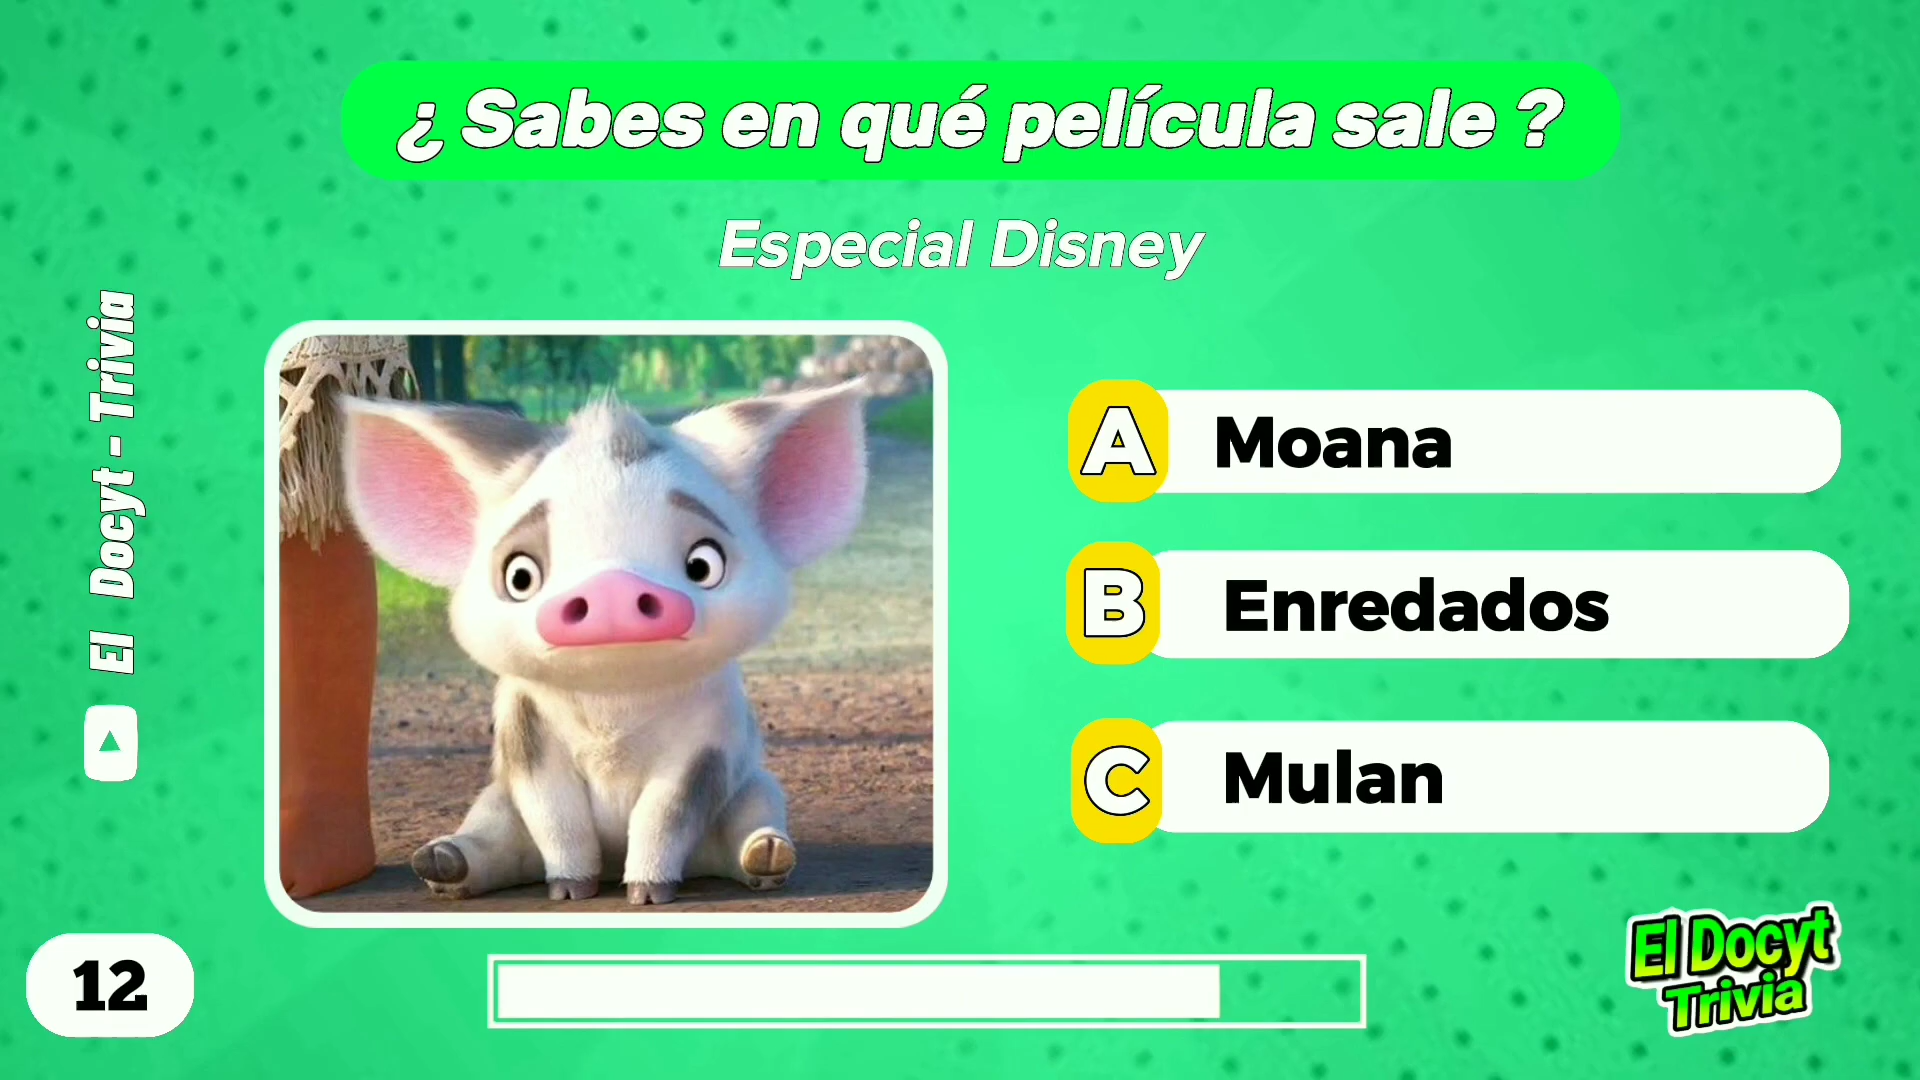 ¿ Sabes en qué película sale ?
Especial Disney
El Docyt - Trivia
A Moana
B Enredados
C Mulan
12
El Docyt
Trivia